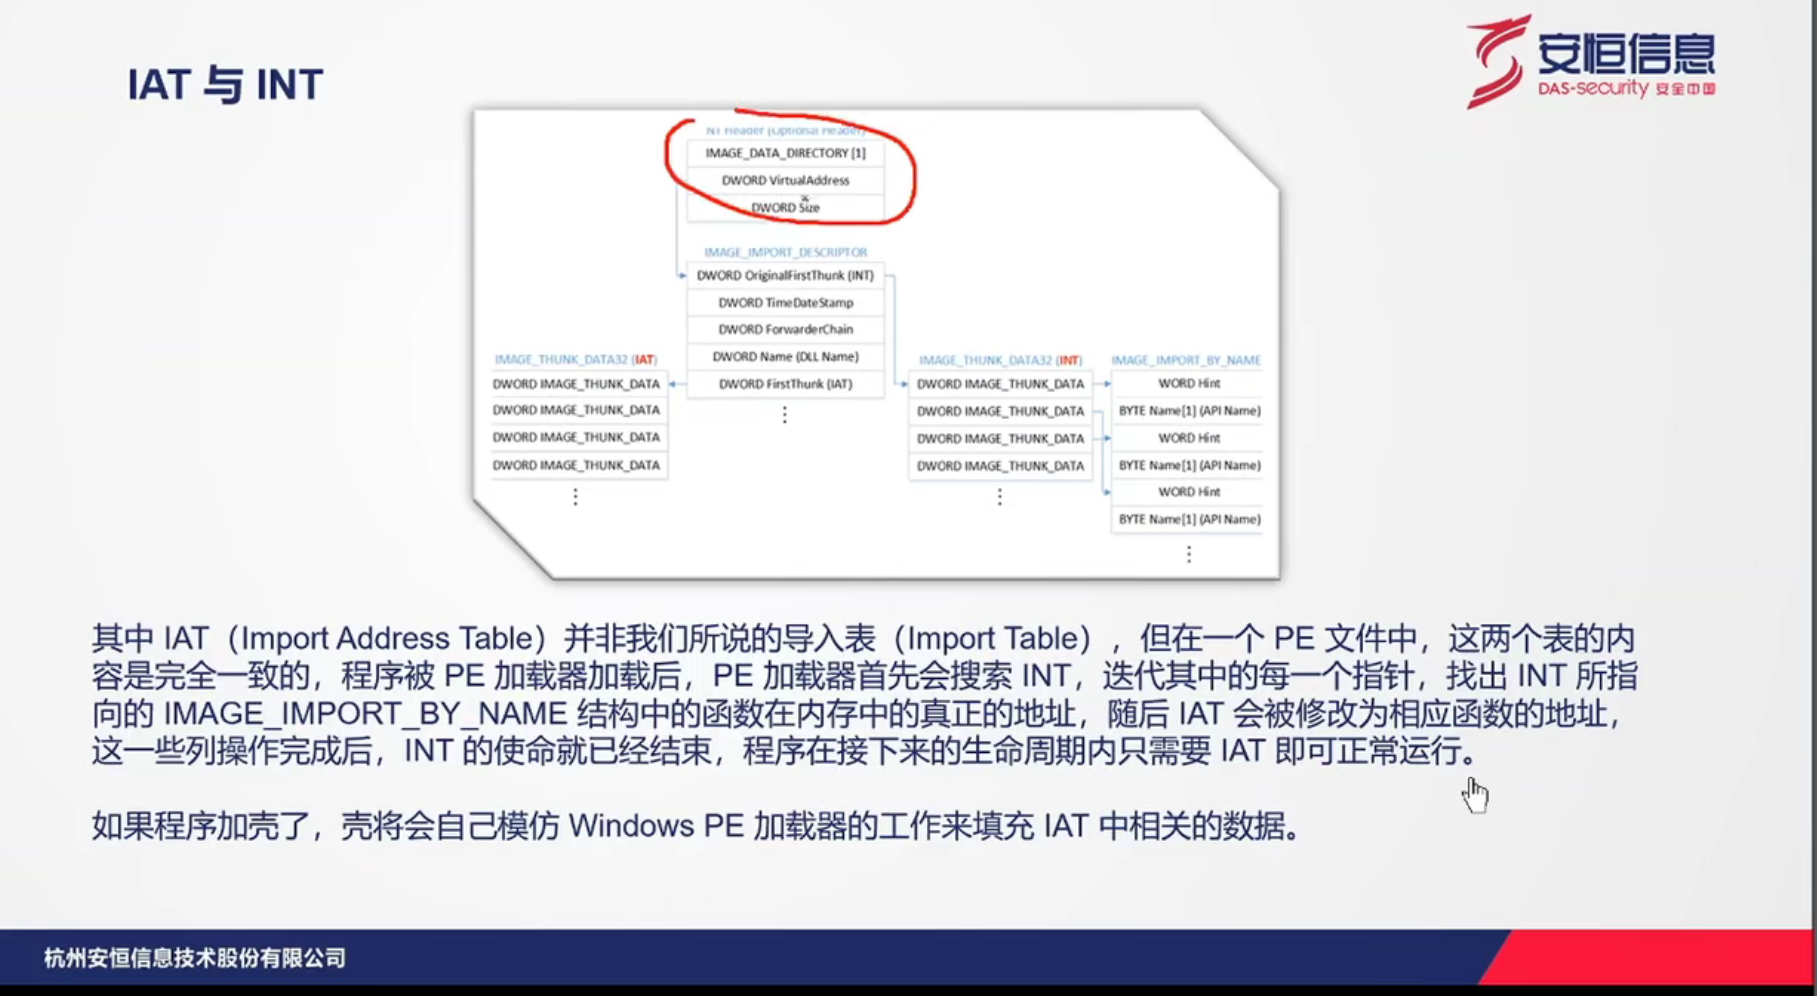 IAT 与 INT
安恒信息
DAS-security 安全中国
NT Header (Optional Header)
IMAGE_DATA_DIRECTORY [1]
DWORD VirtualAddress
DWORD Size
IMAGE_IMPORT_DESCRIPTOR
DWORD OriginalFirstThunk (INT)
DWORD TimeDateStamp
DWORD ForwarderChain
DWORD Name (DLL Name)
DWORD FirstThunk (IAT)
⋮
IMAGE_THUNK_DATA32 (IAT)
DWORD IMAGE_THUNK_DATA
DWORD IMAGE_THUNK_DATA
DWORD IMAGE_THUNK_DATA
DWORD IMAGE_THUNK_DATA
⋮
IMAGE_THUNK_DATA32 (INT)
DWORD IMAGE_THUNK_DATA
DWORD IMAGE_THUNK_DATA
DWORD IMAGE_THUNK_DATA
DWORD IMAGE_THUNK_DATA
⋮
IMAGE_IMPORT_BY_NAME
WORD Hint
BYTE Name[1] (API Name)
WORD Hint
BYTE Name[1] (API Name)
WORD Hint
BYTE Name[1] (API Name)
⋮
其中 IAT（Import Address Table）并非我们所说的导入表（Import Table），但在一个 PE 文件中，这两个表的内
容是完全一致的，程序被 PE 加载器加载后，PE 加载器首先会搜索 INT，迭代其中的每一个指针，找出 INT 所指
向的 IMAGE_IMPORT_BY_NAME 结构中的函数在内存中的真正的地址，随后 IAT 会被修改为相应函数的地址，
这一些列操作完成后，INT 的使命就已经结束，程序在接下来的生命周期内只需要 IAT 即可正常运行。
如果程序加壳了，壳将会自己模仿 Windows PE 加载器的工作来填充 IAT 中相关的数据。
杭州安恒信息技术股份有限公司